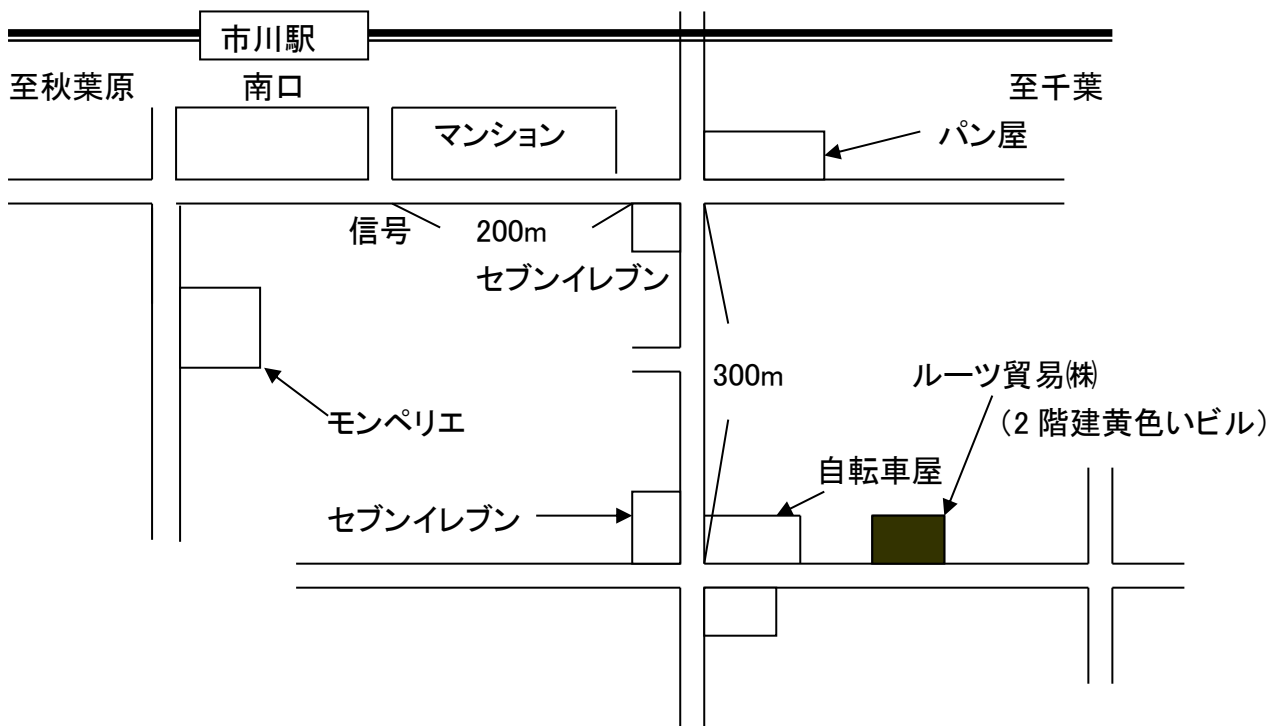 市川駅
至秋葉原
南口
至千葉
マンション
パン屋
信号
200m
セブンイレブン
300m
ルーツ貿易㈱
（2 階建黄色いビル）
モンペリエ
自転車屋
セブンイレブン